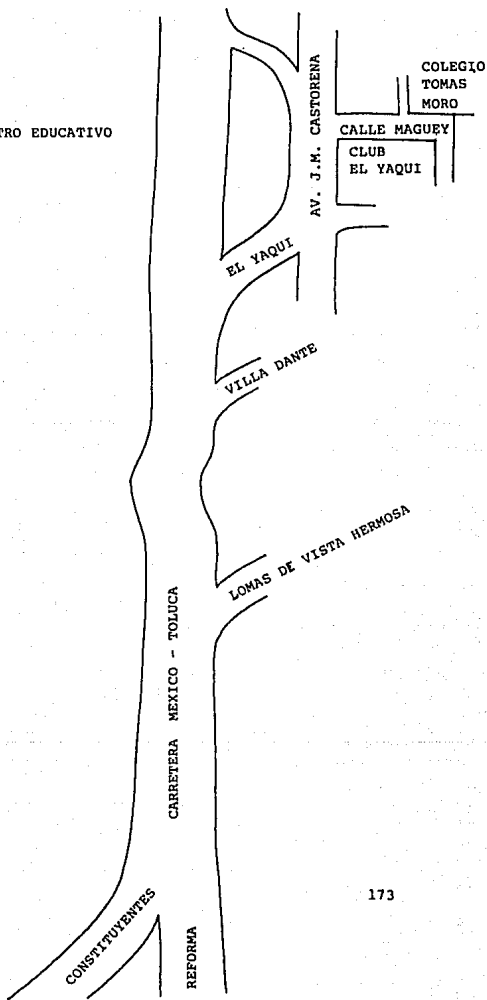 COLEGIO
TOMAS
MORO
TRO EDUCATIVO
CALLE MAGUEY
CLUB
EL YAQUI
AV. J.M. CASTORENA
EL YAQUI
VILLA DANTE
LOMAS DE VISTA HERMOSA
CARRETERA MEXICO - TOLUCA
CONSTITUYENTES
REFORMA
173